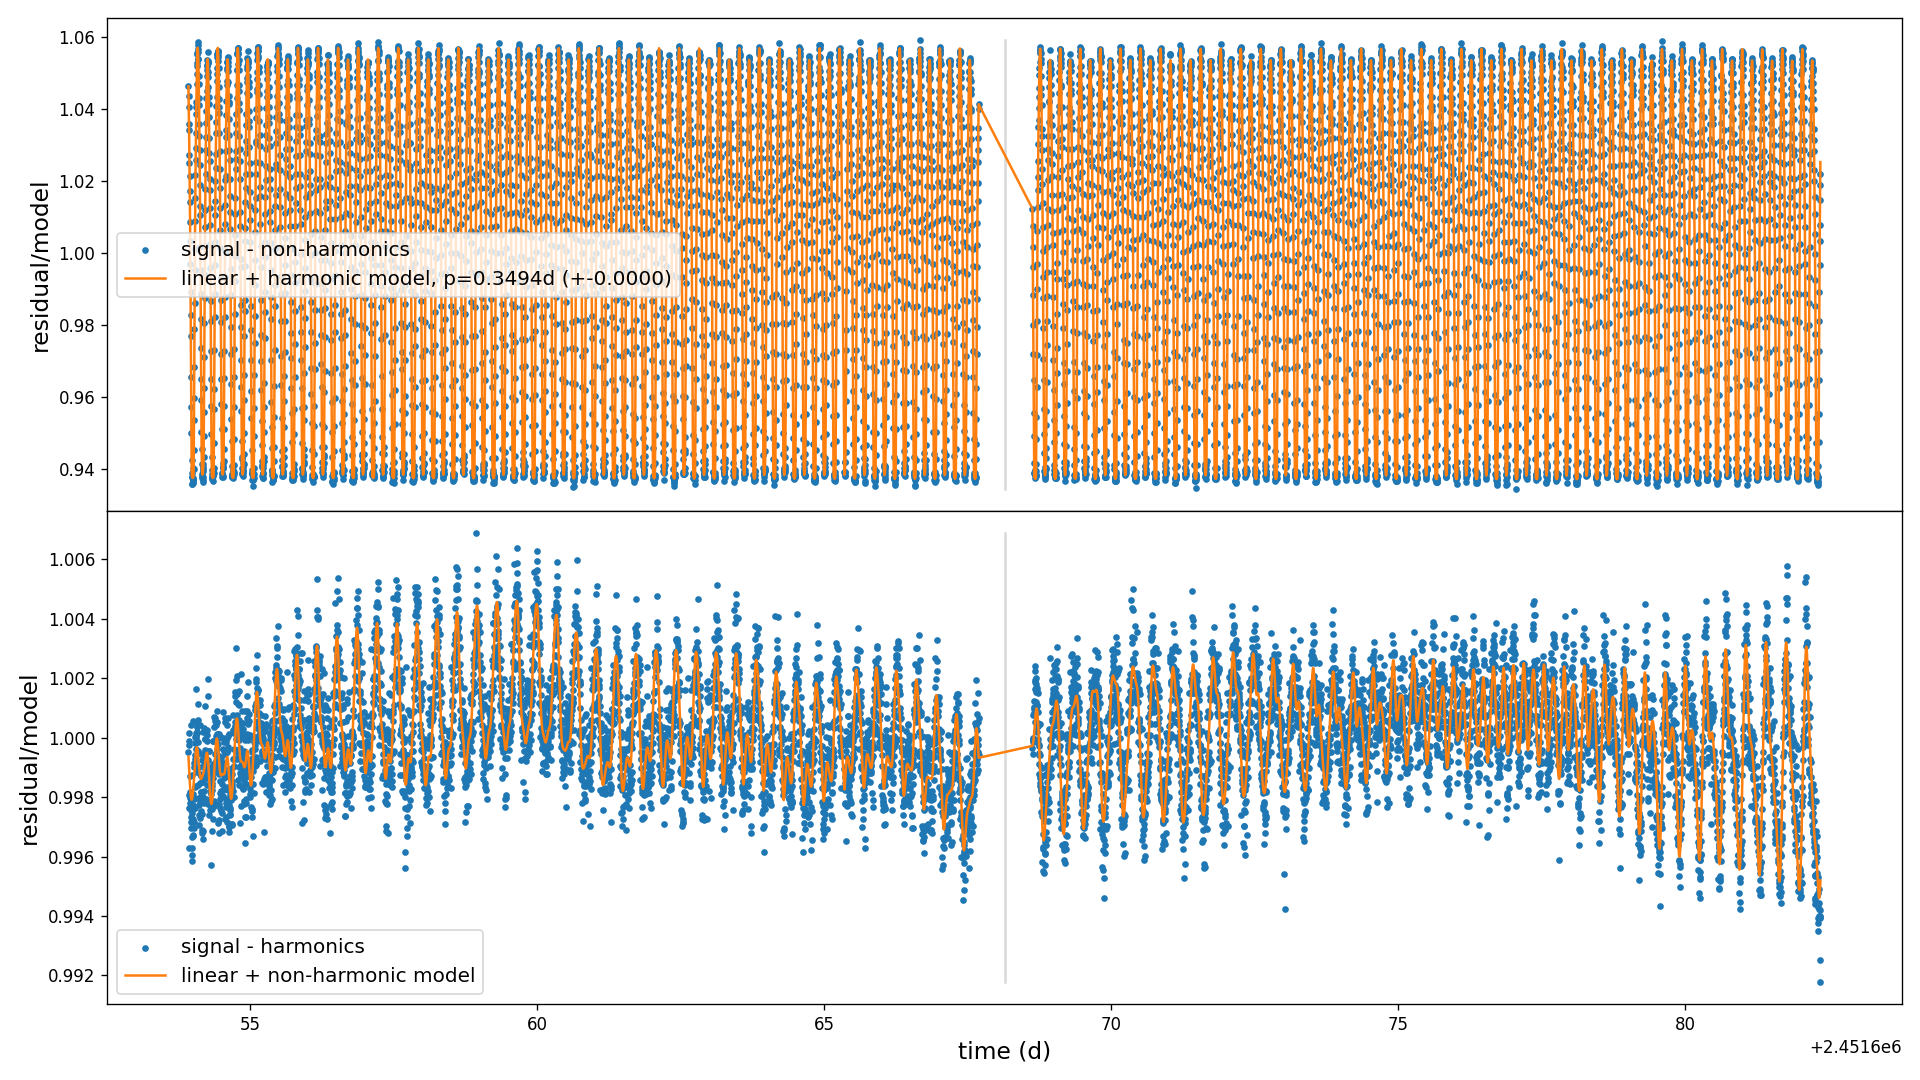 1.06
1.04
1.02
1.00
0.98
0.96
0.94
residual/model
signal - non-harmonics
linear + harmonic model, p=0.3494d (+-0.0000)
1.006
1.004
1.002
1.000
0.998
0.996
0.994
0.992
residual/model
signal - harmonics
linear + non-harmonic model
55 60 65 70 75 80
time (d)
+2.4516e6